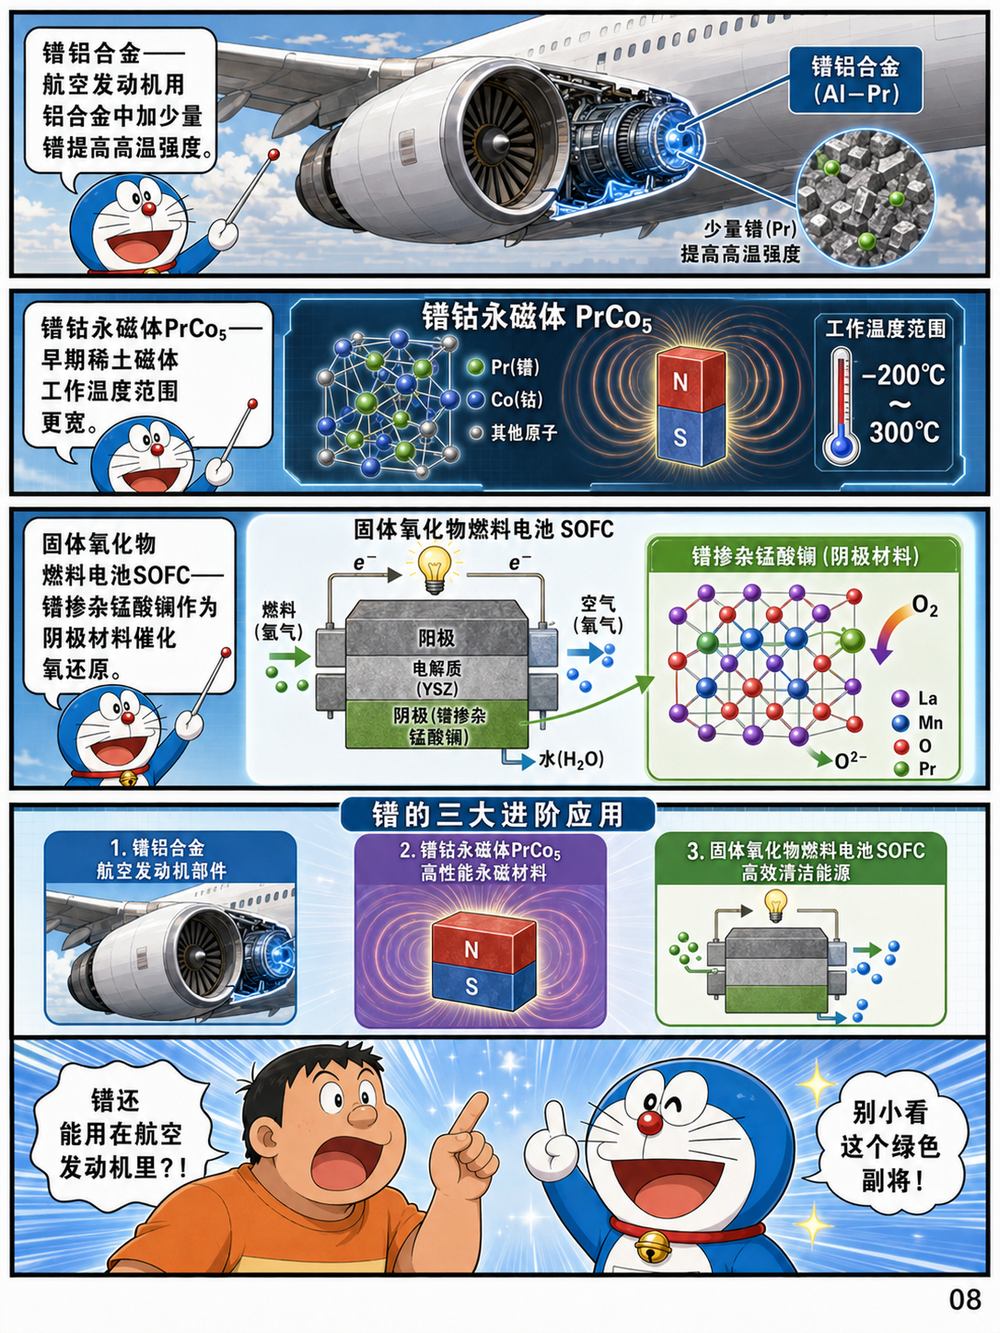 镨铝合金——
航空发动机用
铝合金中加少量
镨提高高温强度。
镨铝合金
(Al—Pr)
少量镨(Pr)
提高高温强度
镨钴永磁体PrCo₅——
早期稀土磁体
工作温度范围
更宽。
镨钴永磁体 PrCo₅
Pr(镨)
Co(钴)
其他原子
N
S
工作温度范围
-200℃
~
300℃
固体氧化物
燃料电池SOFC——
镨掺杂锰酸镧作为
阴极材料催化
氧还原。
固体氧化物燃料电池 SOFC
e⁻
e⁻
燃料
(氢气)
空气
(氧气)
阳极
电解质
(YSZ)
阴极(镨掺杂
锰酸镧)
水(H₂O)
镨掺杂锰酸镧 (阴极材料)
O₂
La
Mn
O
Pr
O²⁻
镨的三大进阶应用
1. 镨铝合金
航空发动机部件
2. 镨钴永磁体PrCo₅
高性能永磁材料
N
S
3. 固体氧化物燃料电池SOFC
高效清洁能源
镨还
能用在航空
发动机里?!
别小看
这个绿色
副将!
08